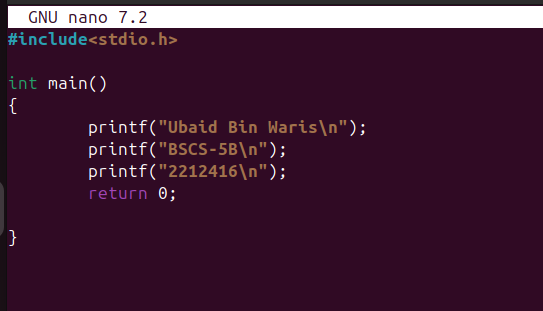 GNU nano 7.2
#include<stdio.h>
int main()
{
printf("Ubaid Bin Waris\n");
printf("BSCS-5B\n");
printf("2212416\n");
return 0;
}